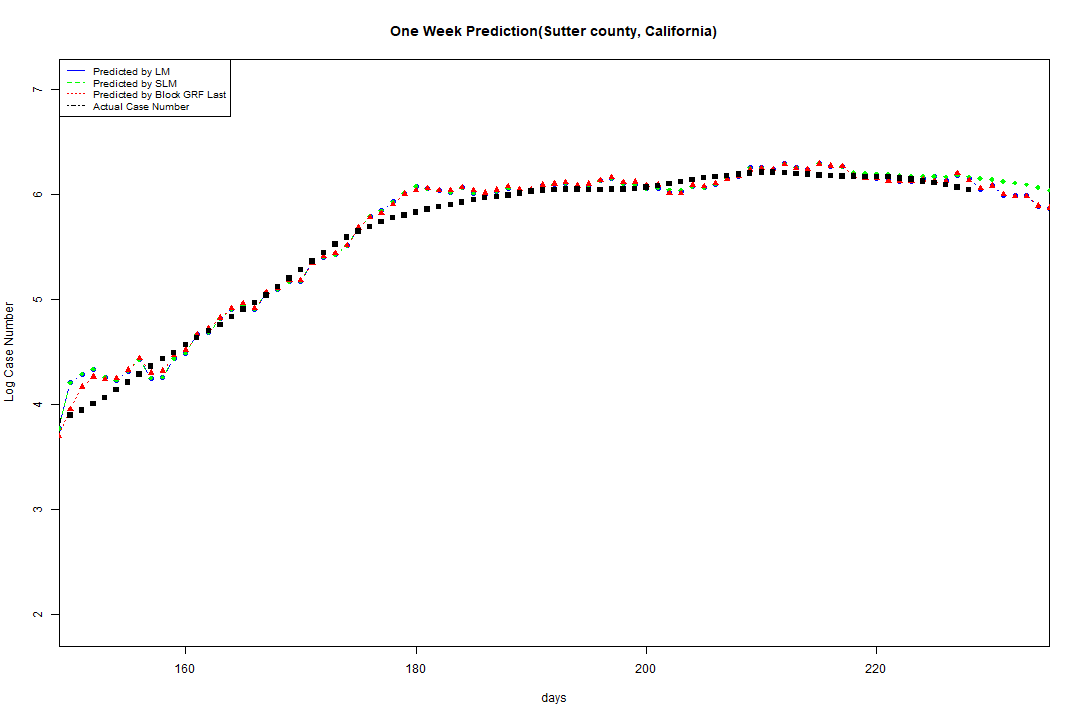 One Week Prediction(Sutter county, California)
Predicted by LM
Predicted by SLM
Predicted by Block GRF Last
Actual Case Number
7
6
5
4
3
2
Log Case Number
160 180 200 220
days